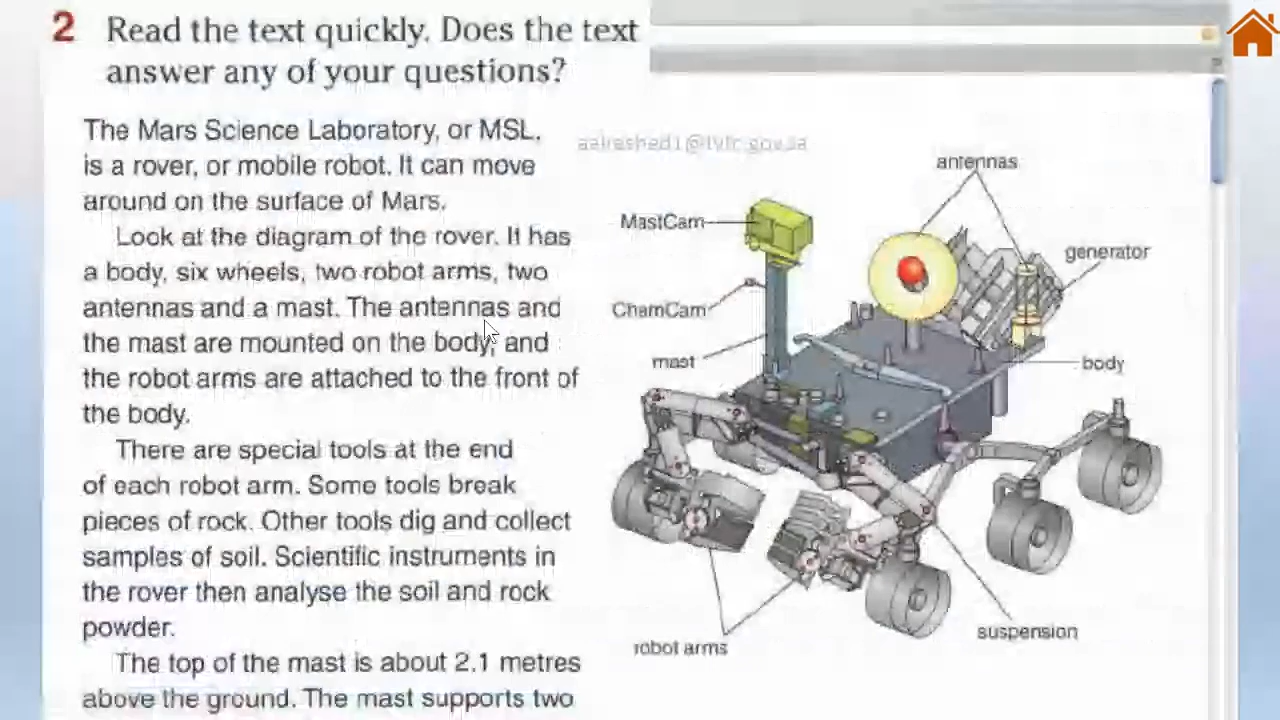 2 Read the text quickly. Does the text
answer any of your questions?
The Mars Science Laboratory, or MSL,
is a rover, or mobile robot. It can move
around on the surface of Mars.
Look at the diagram of the rover. It has
a body, six wheels, two robot arms, two
antennas and a mast. The antennas and
the mast are mounted on the body, and
the robot arms are attached to the front of
the body.
There are special tools at the end
of each robot arm. Some tools break
pieces of rock. Other tools dig and collect
samples of soil. Scientific instruments in
the rover then analyse the soil and rock
powder.
The top of the mast is about 2.1 metres
above the ground. The mast supports two
antennas
MastCam
generator
ChamCam
mast
body
suspension
robot arms